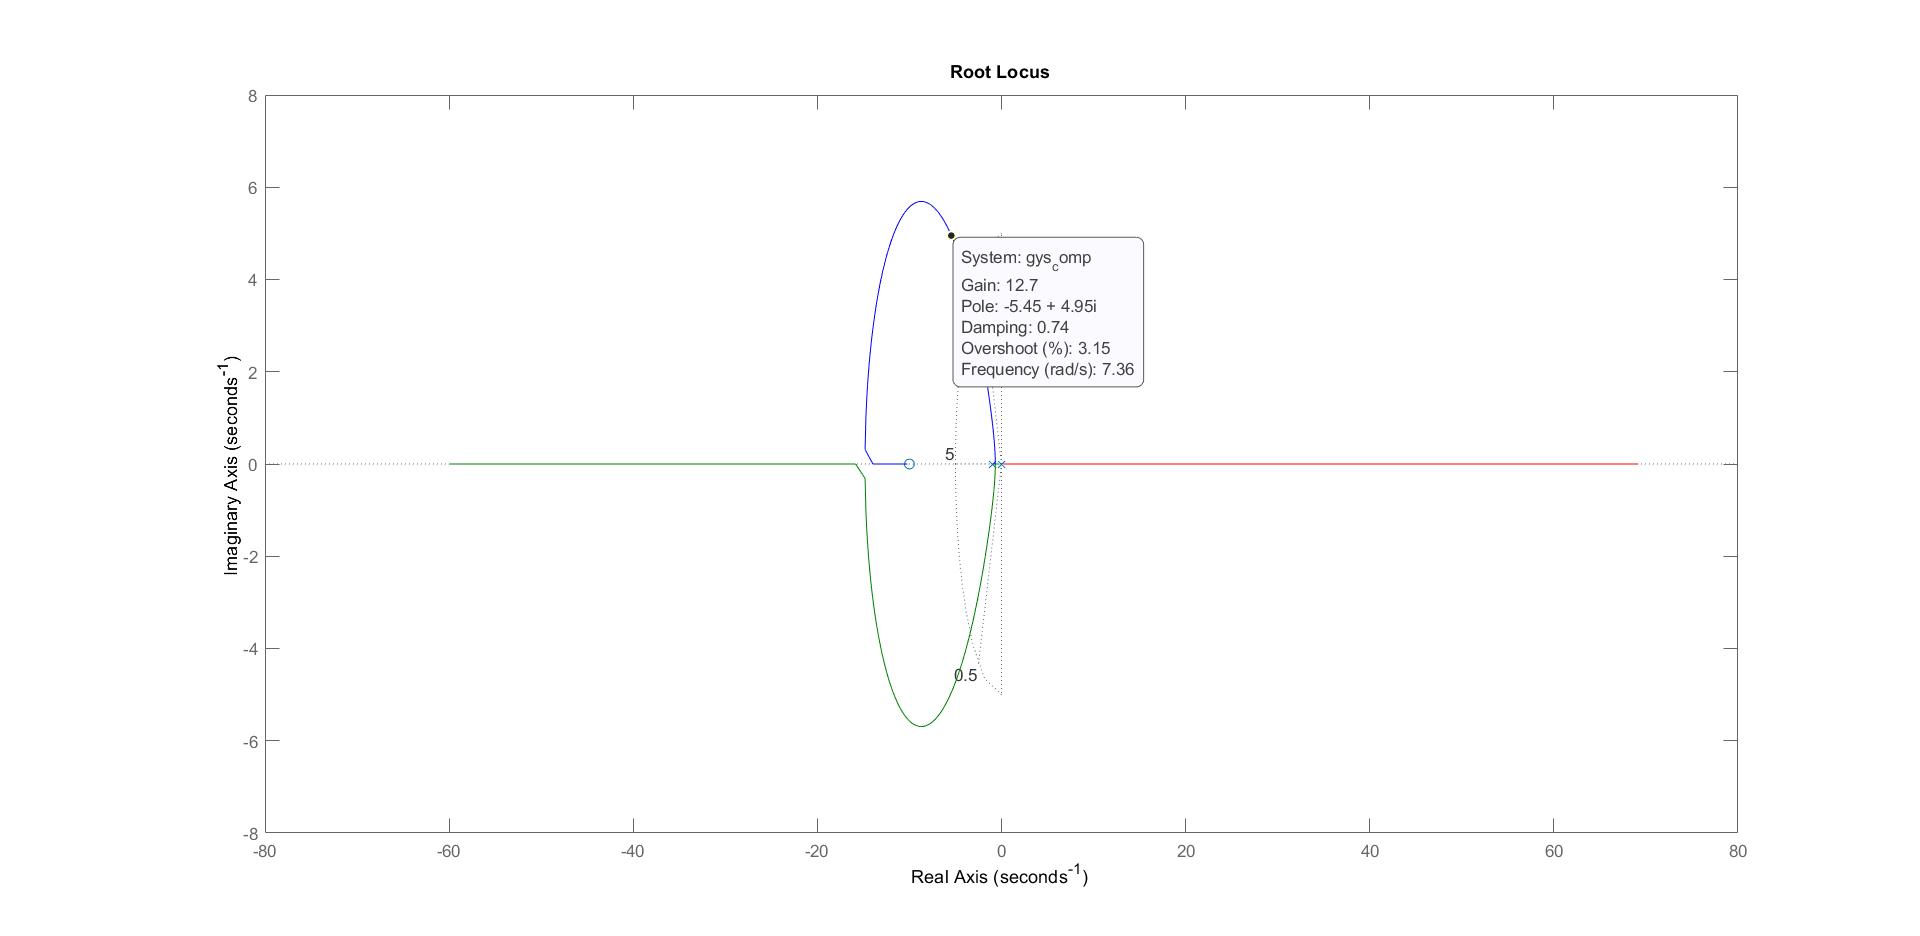 Root Locus
8
6
4
2
0
-2
-4
-6
-8
Imaginary Axis (seconds-1)
System: gyscomp
Gain: 12.7
Pole: -5.45 + 4.95i
Damping: 0.74
Overshoot (%): 3.15
Frequency (rad/s): 7.36
5
0.5
-80 -60 -40 -20 0 20 40 60 80
Real Axis (seconds-1)